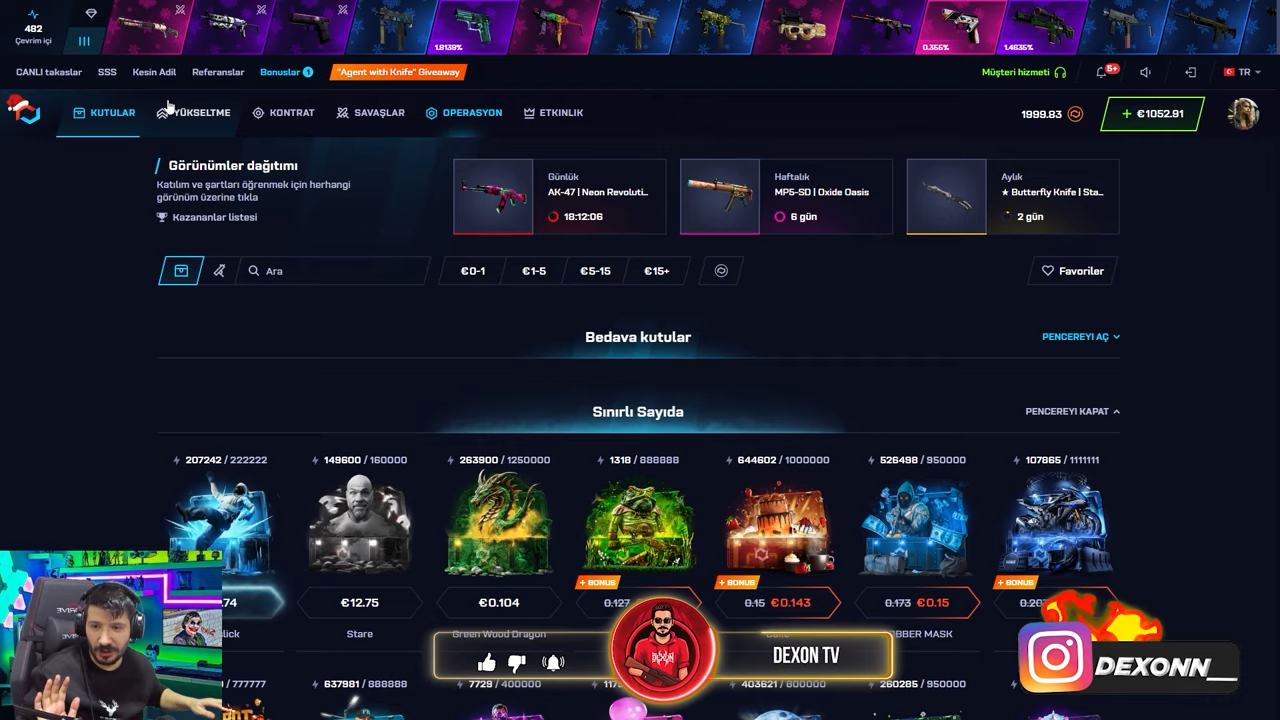 482
Çevrim içi
1.8139%
0.355%
1.4635%
CANLI takaslar
SSS
Kesin Adil
Referanslar
Bonuslar 1
"Agent with Knife" Giveaway
Müşteri hizmeti
5+
TR
KUTULAR
YÜKSELTME
KONTRAT
SAVAŞLAR
OPERASYON
ETKINLIK
1999.83
+ €1052.91
Görünümler dağıtımı
Katılım ve şartları öğrenmek için herhangi
görünüm üzerine tıkla
Kazananlar listesi
Günlük
AK-47 | Neon Revoluti...
18:12:06
Haftalık
MP5-SD | Oxide Oasis
6 gün
Aylık
★ Butterfly Knife | Sta...
2 gün
Ara
€0-1
€1-5
€5-15
€15+
Favoriler
Bedava kutular
PENCEREYI AÇ
Sınırlı Sayıda
PENCEREYI KAPAT
207242 / 222222
149600 / 160000
263900 / 1250000
1318 / 888888
644602 / 1000000
526498 / 950000
107865 / 1111111
+ BONUS
+ BONUS
+ BONUS
.74
€12.75
€0.104
0.127
0.15 €0.143
0.173 €0.15
Stare
Green Wood Dragon
DEXON TV
DEXONN__
/ 777777
637981 / 888888
7729 / 400000
403621 / 800000
260285 / 950000